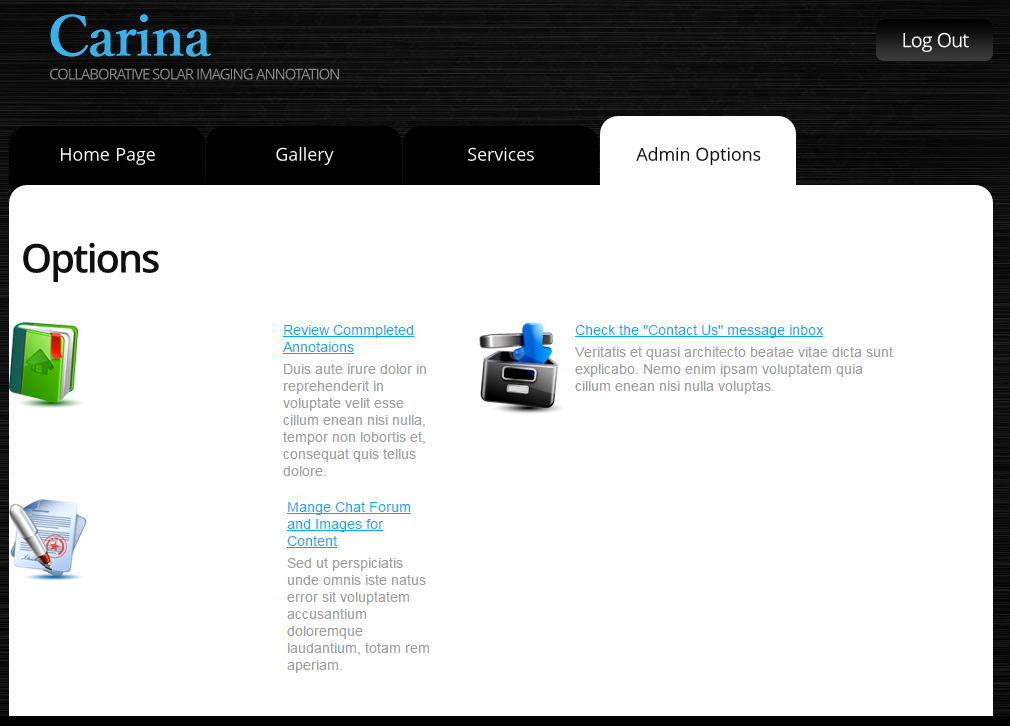 Carina
COLLABORATIVE SOLAR IMAGING ANNOTATION
Log Out
Home Page
Gallery
Services
Admin Options
Options
Review Commpleted
Annotaions
Duis aute irure dolor in
reprehenderit in
voluptate velit esse
cillum enean nisi nulla,
tempor non lobortis et,
consequat quis tellus
dolore.
Check the "Contact Us" message inbox
Veritatis et quasi architecto beatae vitae dicta sunt
explicabo. Nemo enim ipsam voluptatem quia
cillum enean nisi nulla voluptas.
Mange Chat Forum
and Images for
Content
Sed ut perspiciatis
unde omnis iste natus
error sit voluptatem
accusantium
doloremque
laudantium, totam rem
aperiam.